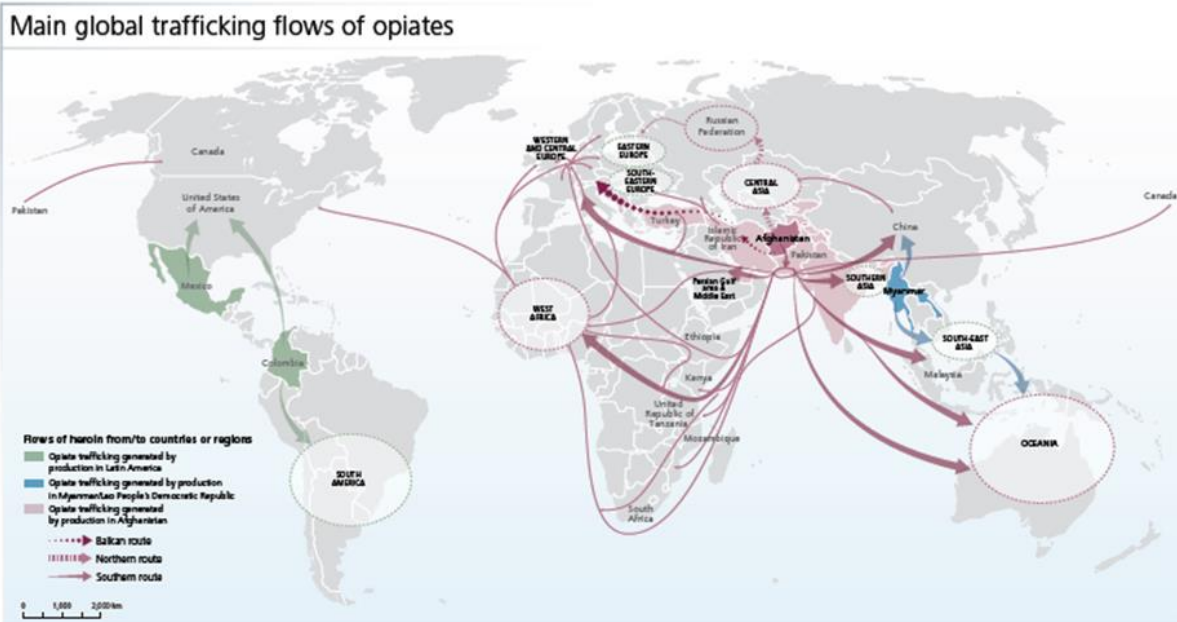 Main global trafficking flows of opiates
Canada
United States
of America
Pakistan
Mexico
Colombia
SOUTH
AMERICA
WESTERN
AND CENTRAL
EUROPE
EASTERN
EUROPE
SOUTH-
EASTERN
EUROPE
Russian
Federation
CENTRAL
ASIA
Turkey
Islamic
Republic
of Iran
Afghanistan
Pakistan
China
Canada
Persian Gulf
area &
Middle East
SOUTHERN
ASIA
Myanmar
WEST
AFRICA
Ethiopia
Kenya
United
Republic of
Tanzania
Mozambique
South
Africa
SOUTH-EAST
ASIA
Malaysia
OCEANIA
Flows of heroin from/to countries or regions
Opiate trafficking generated by
production in Latin America
Opiate trafficking generated by production
in Myanmar/Lao People's Democratic Republic
Opiate trafficking generated
by production in Afghanistan
Balkan route
Northern route
Southern route
0 1,000 2,000 km